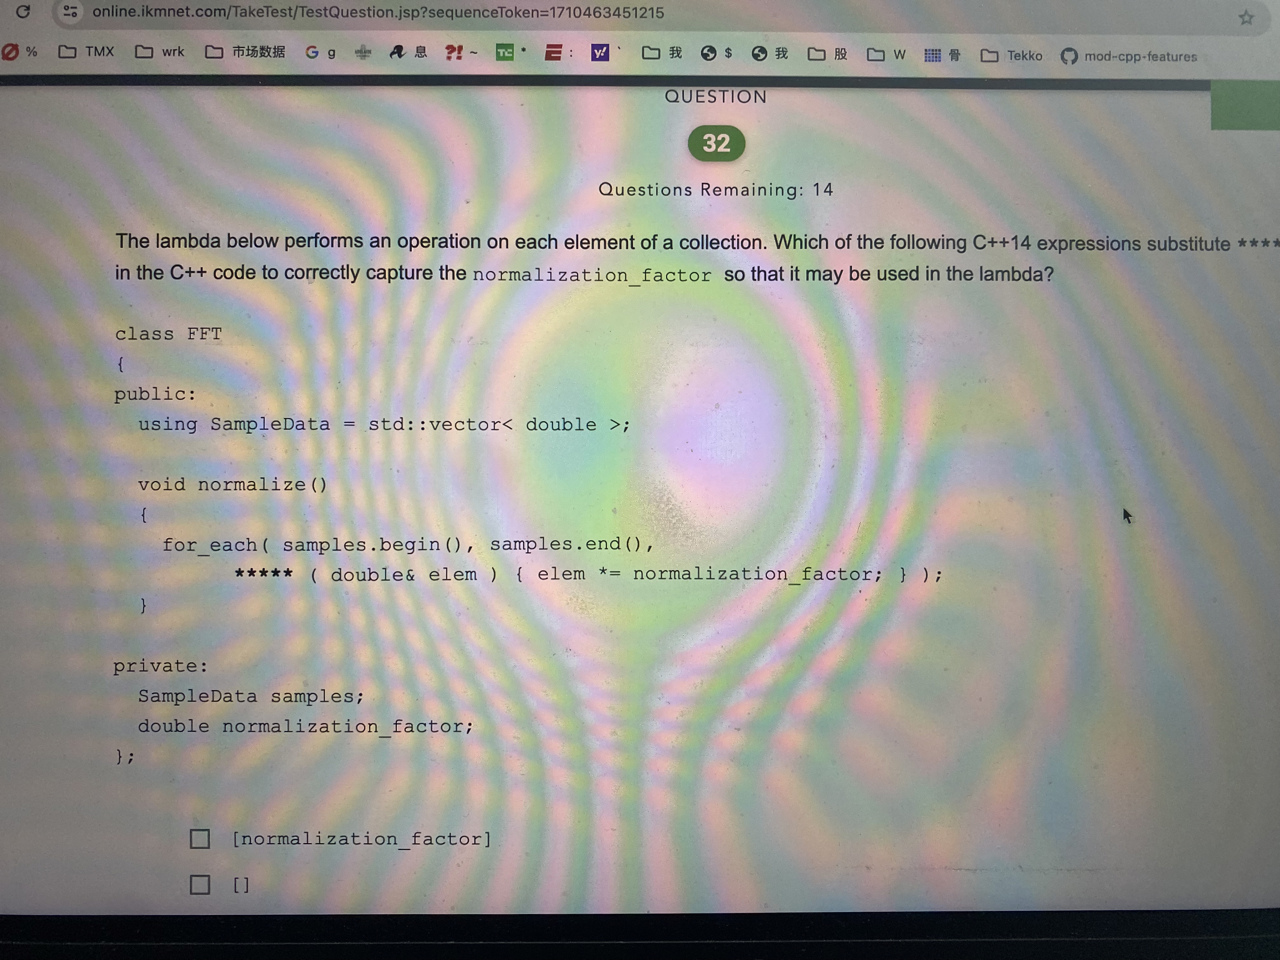 online.ikmnet.com/TakeTest/TestQuestion.jsp?sequenceToken=1710463451215
% TMX wrk 市场数据 G g 息 ?! ~ TC • E : y! ` 我 $ 我 股 W 骨 Tekko mod-cpp-features
QUESTION
32
Questions Remaining: 14
The lambda below performs an operation on each element of a collection. Which of the following C++14 expressions substitute ****
in the C++ code to correctly capture the normalization_factor so that it may be used in the lambda?
class FFT
{
public:
using SampleData = std::vector< double >;
void normalize()
{
for_each( samples.begin(), samples.end(),
***** ( double& elem ) { elem *= normalization_factor; } );
}
private:
SampleData samples;
double normalization_factor;
};
[normalization_factor]
[]